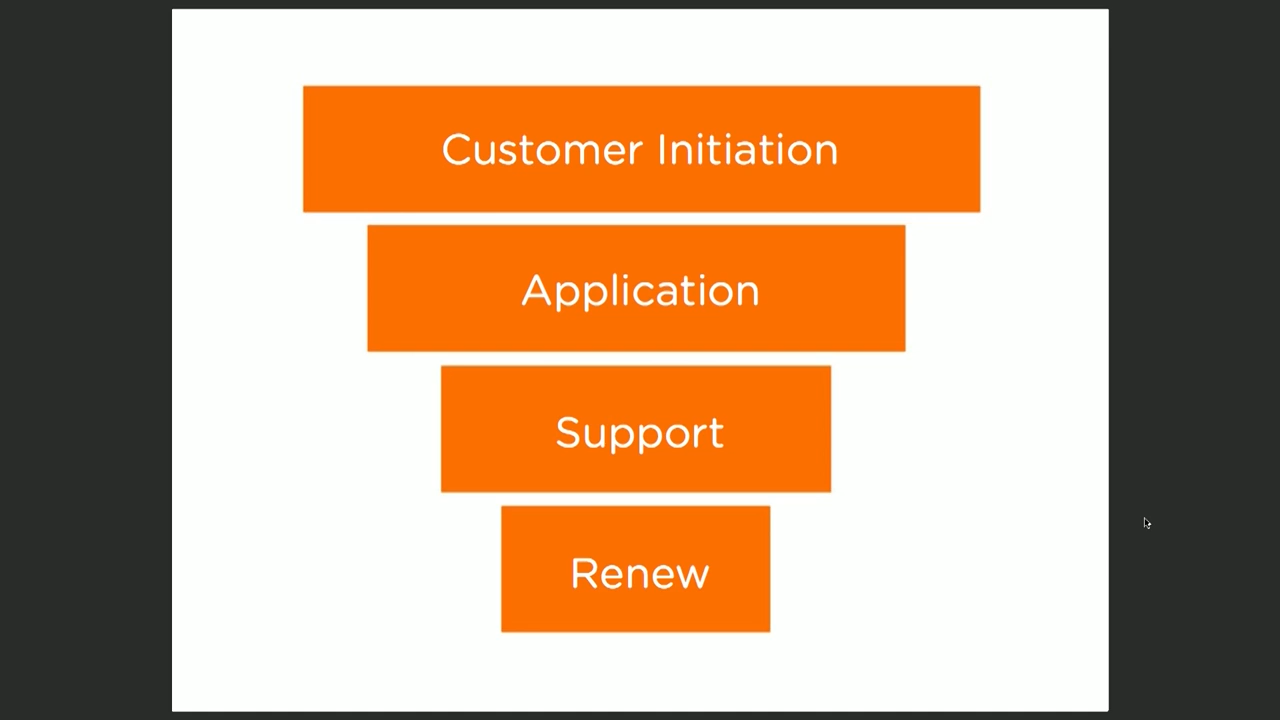 Customer Initiation
Application
Support
Renew